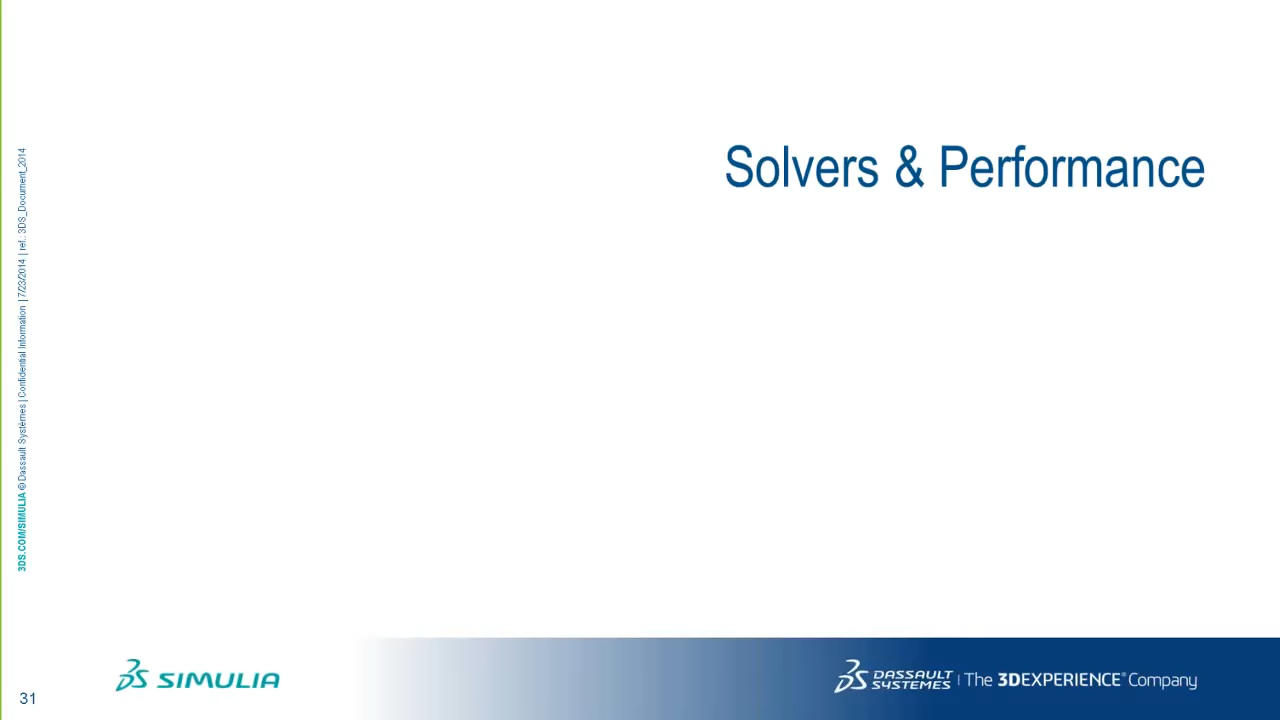 Solvers & Performance
3DS.COM/SIMULIA © Dassault Systèmes | Confidential Information | 7/23/2014 | ref.: 3DS_Document_2014
31
SIMULIA
DASSAULT SYSTEMES | The 3DEXPERIENCE® Company